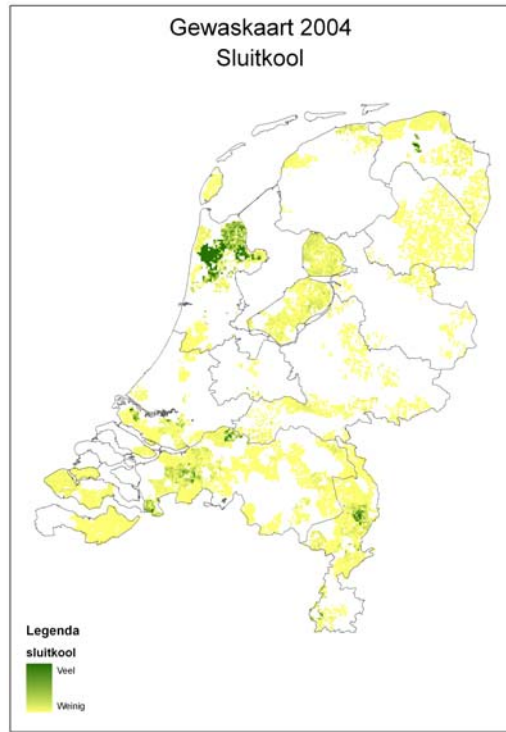 Gewaskaart 2004
Sluitkool
Legenda
sluitkool
Veel
Weinig